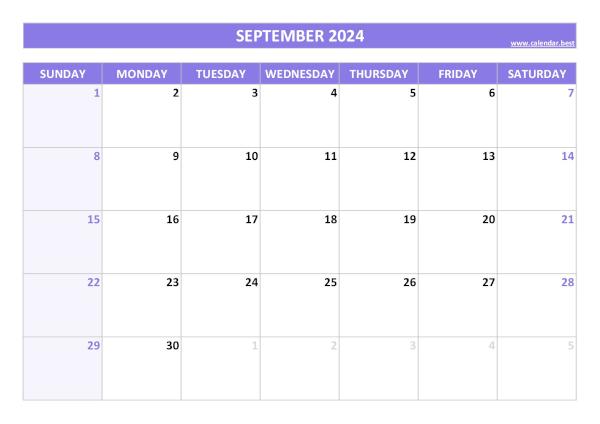 SEPTEMBER 2024
www.calendar.best
SUNDAY MONDAY TUESDAY WEDNESDAY THURSDAY FRIDAY SATURDAY
1 2 3 4 5 6 7
8 9 10 11 12 13 14
15 16 17 18 19 20 21
22 23 24 25 26 27 28
29 30 1 2 3 4 5